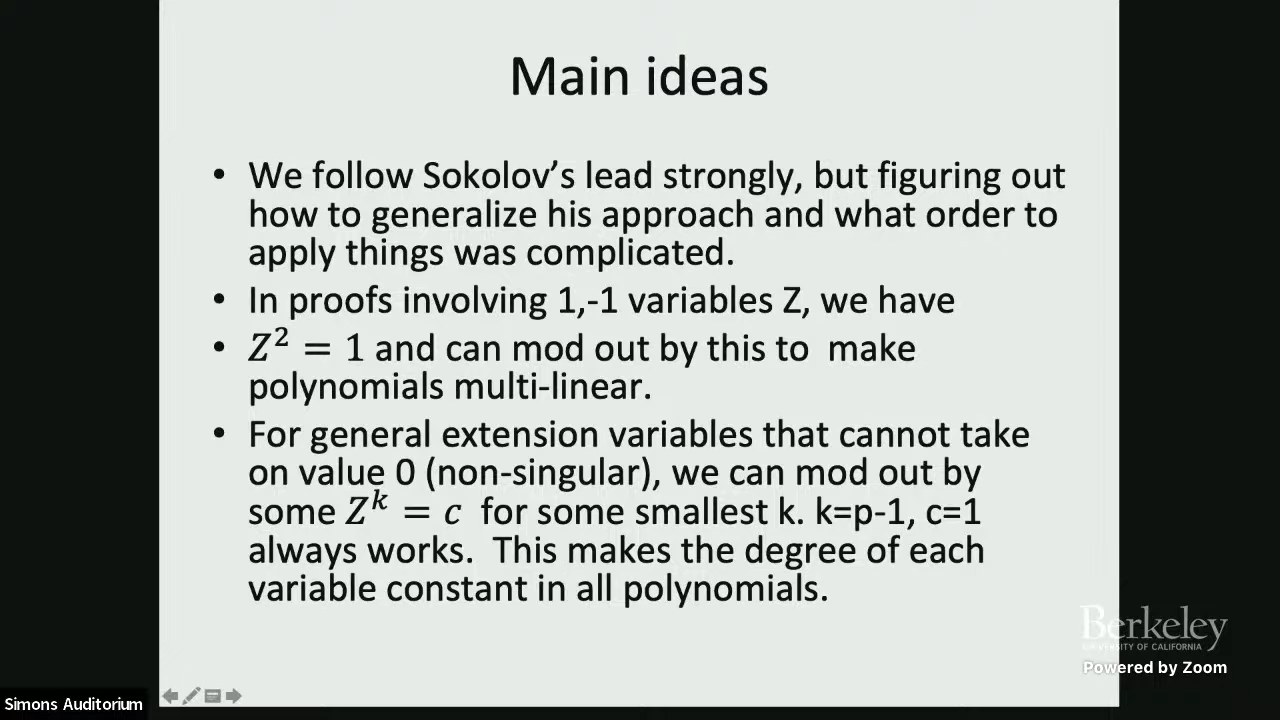 Main ideas
• We follow Sokolov’s lead strongly, but figuring out
how to generalize his approach and what order to
apply things was complicated.
• In proofs involving 1,-1 variables Z, we have
• Z² = 1 and can mod out by this to  make
polynomials multi-linear.
• For general extension variables that cannot take
on value 0 (non-singular), we can mod out by
some Zᵏ = c  for some smallest k. k=p-1, c=1
always works.  This makes the degree of each
variable constant in all polynomials.
Berkeley
UNIVERSITY OF CALIFORNIA
Powered by Zoom
Simons Auditorium